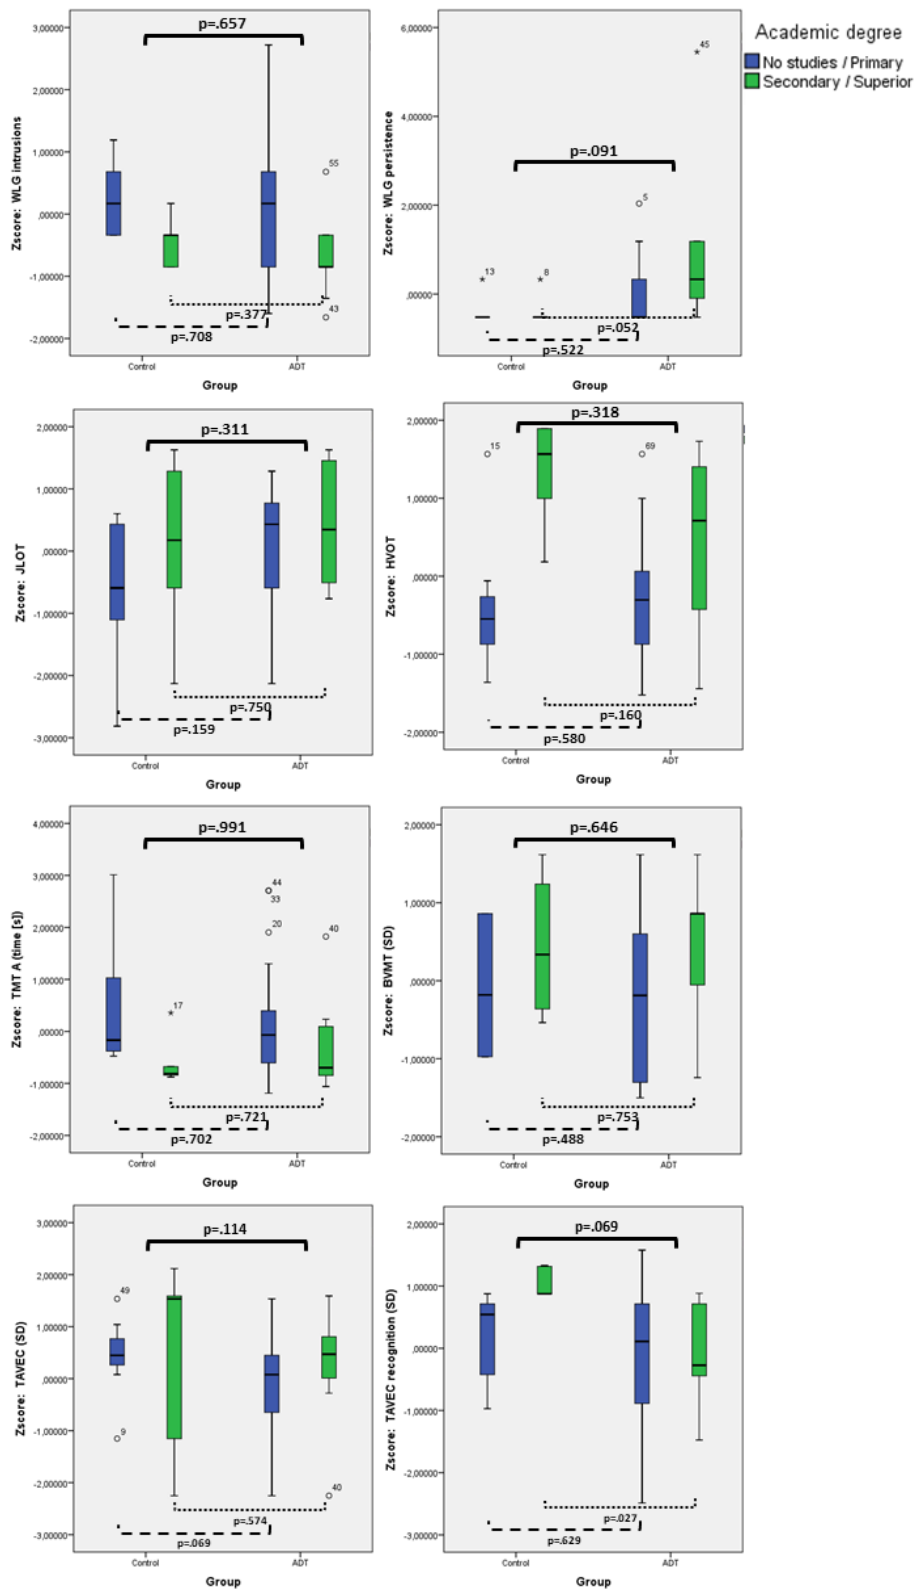 Academic degree
No studies / Primary
Secondary / Superior
p=.657
3,00000
2,00000
1,00000
,00000
-1,00000
-2,00000
Zscore: WLG intrusions
55
43
p=.377
p=.708
Control
ADT
Group
6,00000
4,00000
2,00000
,00000
Zscore: WLG persistence
45
p=.091
5
13
8
p=.052
p=.522
Control
ADT
Group
2,00000
1,00000
,00000
-1,00000
-2,00000
-3,00000
Zscore: JLOT
p=.311
p=.750
p=.159
Control
ADT
Group
2,00000
1,00000
,00000
-1,00000
-2,00000
Zscore: HVOT
p=.318
15
69
p=.160
p=.580
Control
ADT
Group
4,00000
3,00000
2,00000
1,00000
,00000
-1,00000
-2,00000
Zscore: TMT A (time [s])
p=.991
44
33
20
40
17
p=.721
p=.702
Control
ADT
Group
2,00000
1,00000
,00000
-1,00000
-2,00000
Zscore: BVMT (SD)
p=.646
p=.753
p=.488
Control
ADT
Group
3,00000
2,00000
1,00000
,00000
-1,00000
-2,00000
-3,00000
Zscore: TAVEC (SD)
p=.114
49
9
40
p=.574
p=.069
Control
ADT
Group
2,00000
1,00000
,00000
-1,00000
-2,00000
-3,00000
Zscore: TAVEC recognition (SD)
p=.069
p=.027
p=.629
Control
ADT
Group